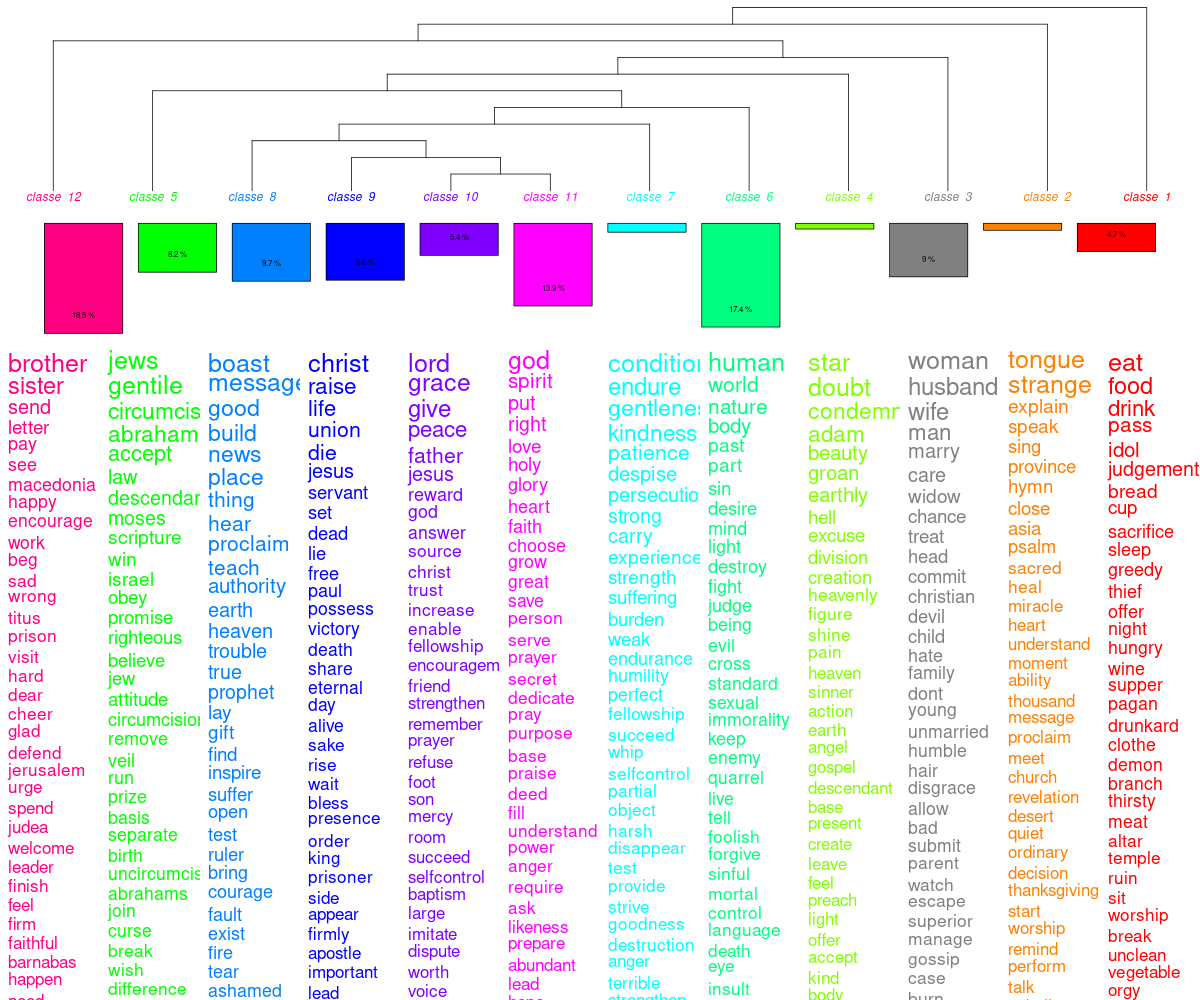 classe 12
classe 5
classe 8
classe 9
classe 10
classe 11
classe 7
classe 6
classe 4
classe 3
classe 2
classe 1
18.5 %
8.2 %
9.7 %
5.4 %
13.9 %
17.4 %
9 %
4.7 %
brother
sister
send
letter
pay
see
macedonia
happy
encourage
work
beg
sad
wrong
titus
prison
visit
hard
dear
cheer
glad
defend
jerusalem
urge
spend
judea
welcome
leader
finish
feel
firm
faithful
barnabas
happen
jews
gentile
circumcis
abraham
accept
law
descendan
moses
scripture
win
israel
obey
promise
righteous
believe
jew
attitude
circumcision
remove
veil
run
prize
basis
separate
birth
uncircumcis
abrahams
join
curse
break
wish
difference
boast
message
good
build
news
place
thing
hear
proclaim
teach
authority
earth
heaven
trouble
true
prophet
lay
gift
find
inspire
suffer
open
test
ruler
bring
courage
fault
exist
fire
tear
ashamed
christ
raise
life
union
die
jesus
servant
set
dead
lie
free
paul
possess
victory
death
share
eternal
day
alive
sake
rise
wait
bless
presence
order
king
prisoner
side
appear
firmly
apostle
important
lead
lord
grace
give
peace
father
jesus
reward
god
answer
source
christ
trust
increase
enable
fellowship
encouragem
friend
strengthen
remember
prayer
refuse
foot
son
mercy
room
succeed
selfcontrol
baptism
large
imitate
dispute
worth
voice
god
spirit
put
right
love
holy
glory
heart
faith
choose
grow
great
save
person
serve
prayer
secret
dedicate
pray
purpose
base
praise
deed
fill
understand
power
anger
require
ask
likeness
prepare
abundant
lead
condition
endure
gentlenes
kindness
patience
despise
persecutio
strong
carry
experience
strength
suffering
burden
weak
endurance
humility
perfect
fellowship
succeed
whip
selfcontrol
partial
object
harsh
disappear
test
provide
strive
goodness
destruction
anger
terrible
strengthen
human
world
nature
body
past
part
sin
desire
mind
light
destroy
fight
judge
being
evil
cross
standard
sexual
immorality
keep
enemy
quarrel
live
tell
foolish
forgive
sinful
mortal
control
language
death
eye
insult
star
doubt
condemn
adam
beauty
groan
earthly
hell
excuse
division
creation
heavenly
figure
shine
pain
heaven
sinner
action
earth
angel
gospel
descendant
base
present
create
leave
feel
preach
light
offer
accept
kind
body
woman
husband
wife
man
marry
care
widow
chance
treat
head
commit
christian
devil
child
hate
family
dont
young
unmarried
humble
hair
disgrace
allow
bad
submit
parent
watch
escape
superior
manage
gossip
case
burn
tongue
strange
explain
speak
sing
province
hymn
close
asia
psalm
sacred
heal
miracle
heart
understand
moment
ability
thousand
message
proclaim
meet
church
revelation
desert
quiet
ordinary
decision
thanksgiving
start
worship
remind
perform
talk
eat
food
drink
pass
idol
judgement
bread
cup
sacrifice
sleep
greedy
thief
offer
night
hungry
wine
supper
pagan
drunkard
clothe
demon
branch
thirsty
meat
altar
temple
ruin
sit
worship
break
unclean
vegetable
orgy